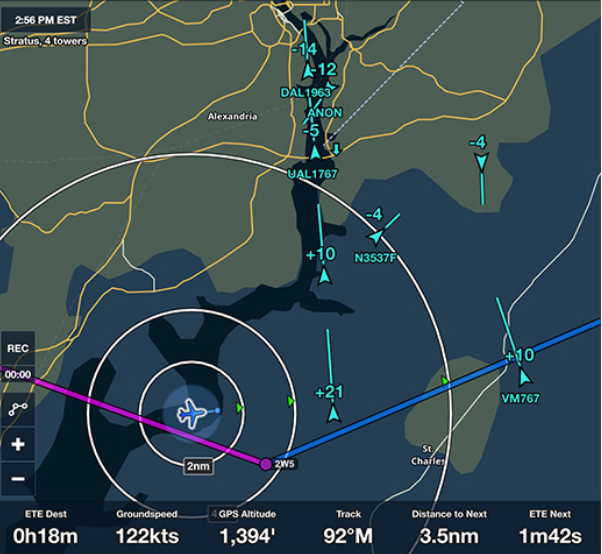 2:56 PM EST
Stratus, 4 towers
-14
-12
DAL1963
ANON
Alexandria
-5
UAL1767
-4
-4
N3537F
+10
REC
00:00
+10
VM767
+21
St
Charles
2W5
2nm
+
−
4
ETE Dest
Groundspeed
GPS Altitude
Track
Distance to Next
ETE Next
0h18m
122kts
1,394'
92°M
3.5nm
1m42s